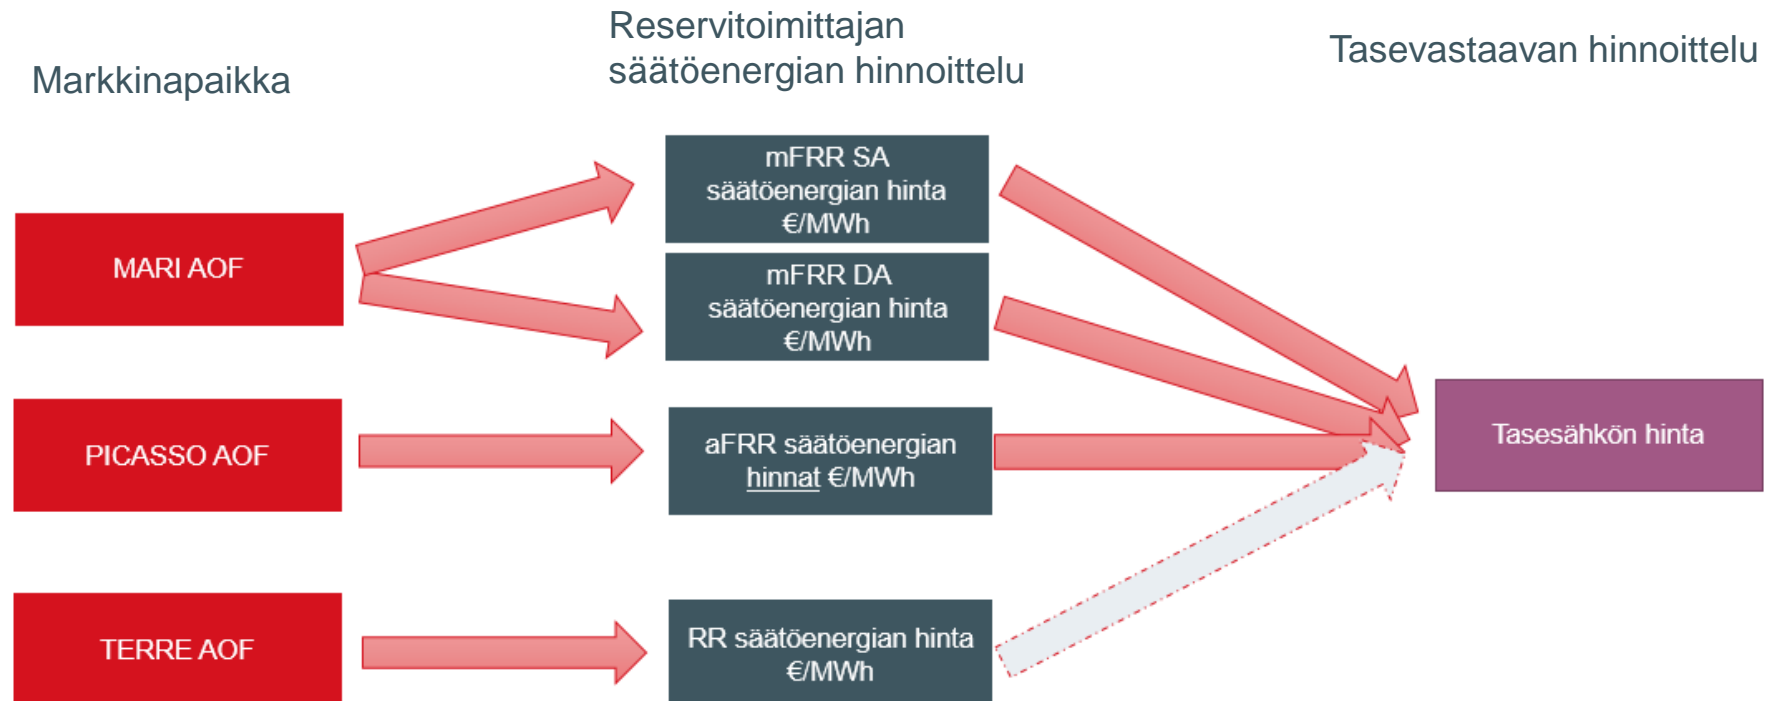 Markkinapaikka
Reservitoimittajan
säätöenergian hinnoittelu
Tasevastaavan hinnoittelu
MARI AOF
mFRR SA
säätöenergian hinta
€/MWh
mFRR DA
säätöenergian hinta
€/MWh
PICASSO AOF
aFRR säätöenergian
hinnat €/MWh
Tasesähkön hinta
TERRE AOF
RR säätöenergian hinta
€/MWh